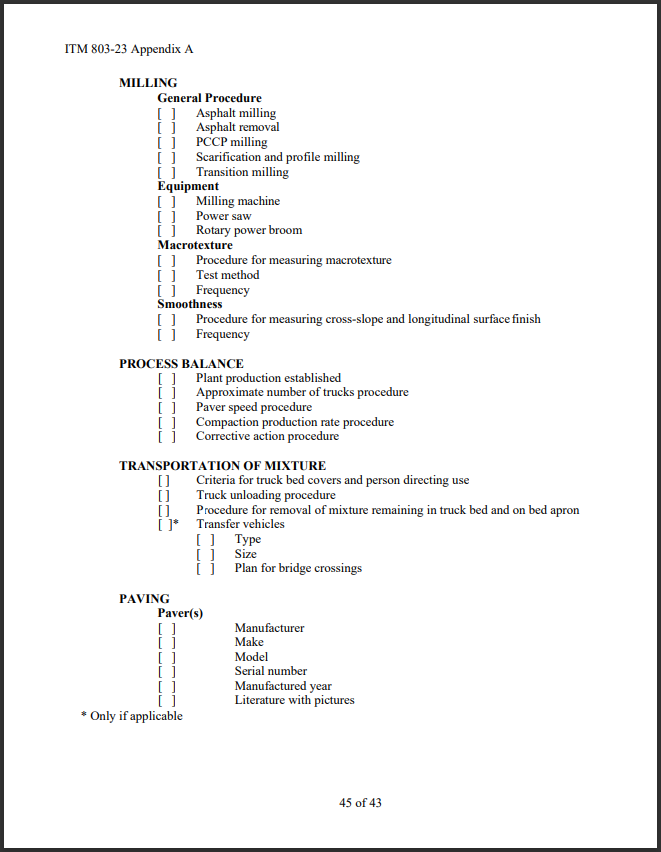 ITM 803-23 Appendix A
MILLING
General Procedure
[ ] Asphalt milling
[ ] Asphalt removal
[ ] PCCP milling
[ ] Scarification and profile milling
[ ] Transition milling
Equipment
[ ] Milling machine
[ ] Power saw
[ ] Rotary power broom
Macrotexture
[ ] Procedure for measuring macrotexture
[ ] Test method
[ ] Frequency
Smoothness
[ ] Procedure for measuring cross-slope and longitudinal surface finish
[ ] Frequency
PROCESS BALANCE
[ ] Plant production established
[ ] Approximate number of trucks procedure
[ ] Paver speed procedure
[ ] Compaction production rate procedure
[ ] Corrective action procedure
TRANSPORTATION OF MIXTURE
[ ] Criteria for truck bed covers and person directing use
[ ] Truck unloading procedure
[ ] Procedure for removal of mixture remaining in truck bed and on bed apron
[ ]* Transfer vehicles
[ ] Type
[ ] Size
[ ] Plan for bridge crossings
PAVING
Paver(s)
[ ] Manufacturer
[ ] Make
[ ] Model
[ ] Serial number
[ ] Manufactured year
[ ] Literature with pictures
* Only if applicable
45 of 43